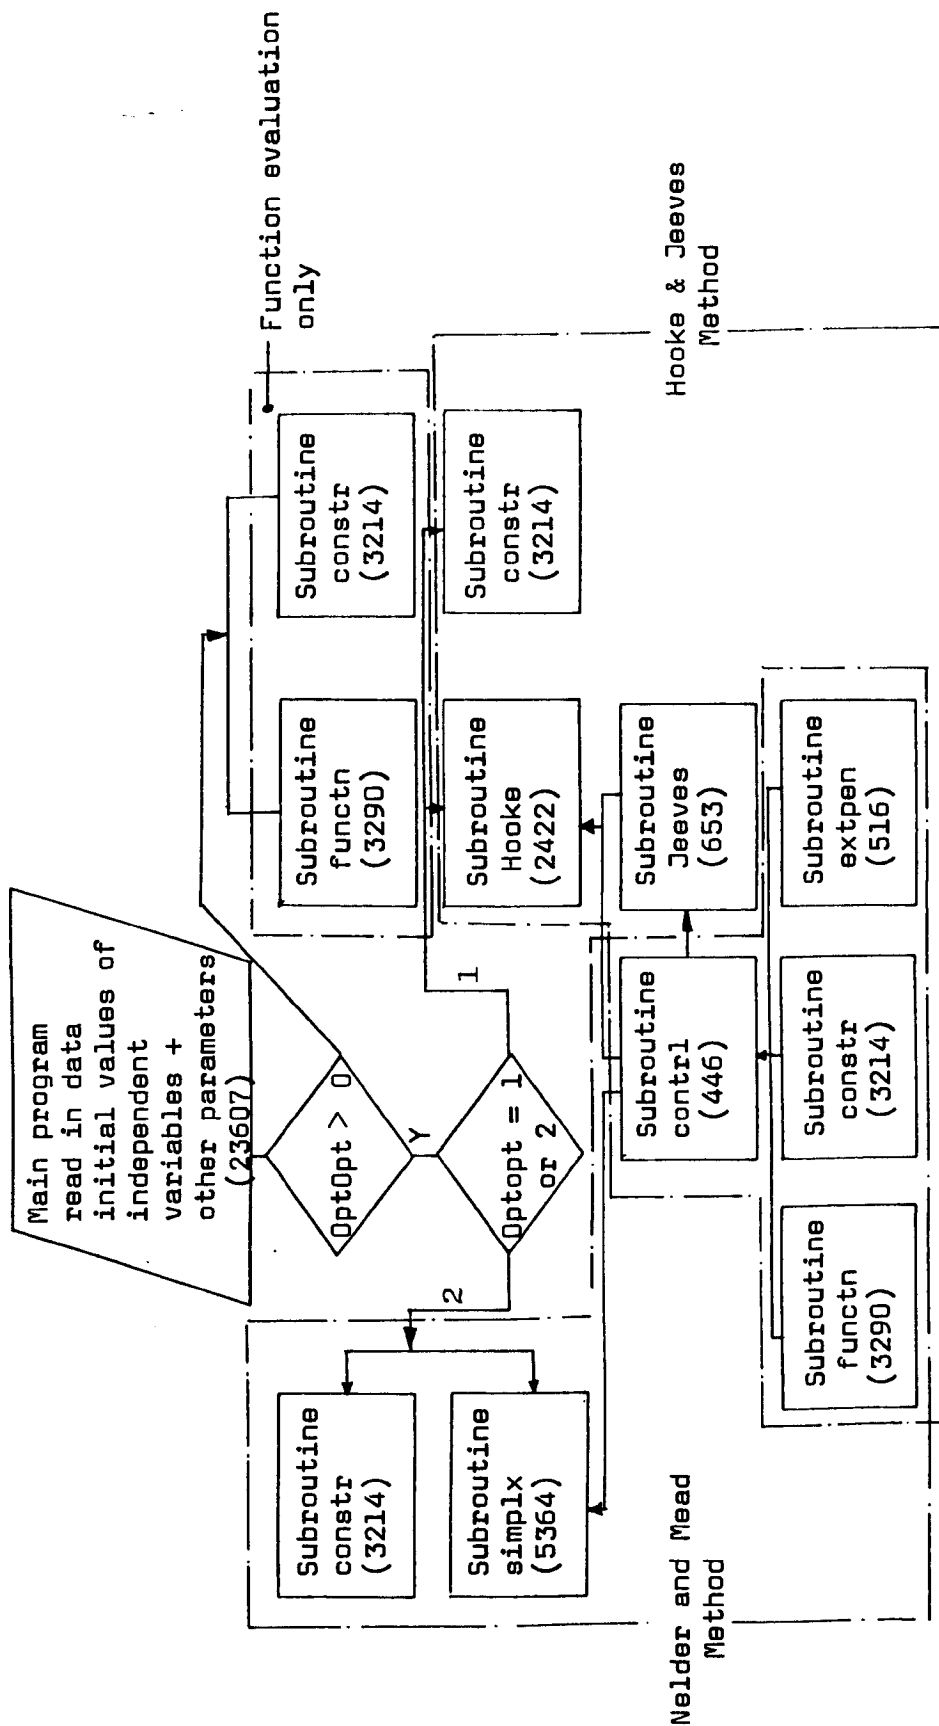 Main program
read in data
initial values of
independent
variables +
other parameters
(23607)
OptOpt > 0
Y
Optopt = 1
or 2
1
2
Function evaluation
only
Subroutine
functn
(3290)
Subroutine
constr
(3214)
Subroutine
constr
(3214)
Subroutine
simplx
(5364)
Subroutine
Hooke
(2422)
Subroutine
constr
(3214)
Hooke & Jeeves
Method
Subroutine
contrl
(446)
Subroutine
Jeeves
(653)
Subroutine
functn
(3290)
Subroutine
constr
(3214)
Subroutine
extpen
(516)
Nelder and Mead
Method